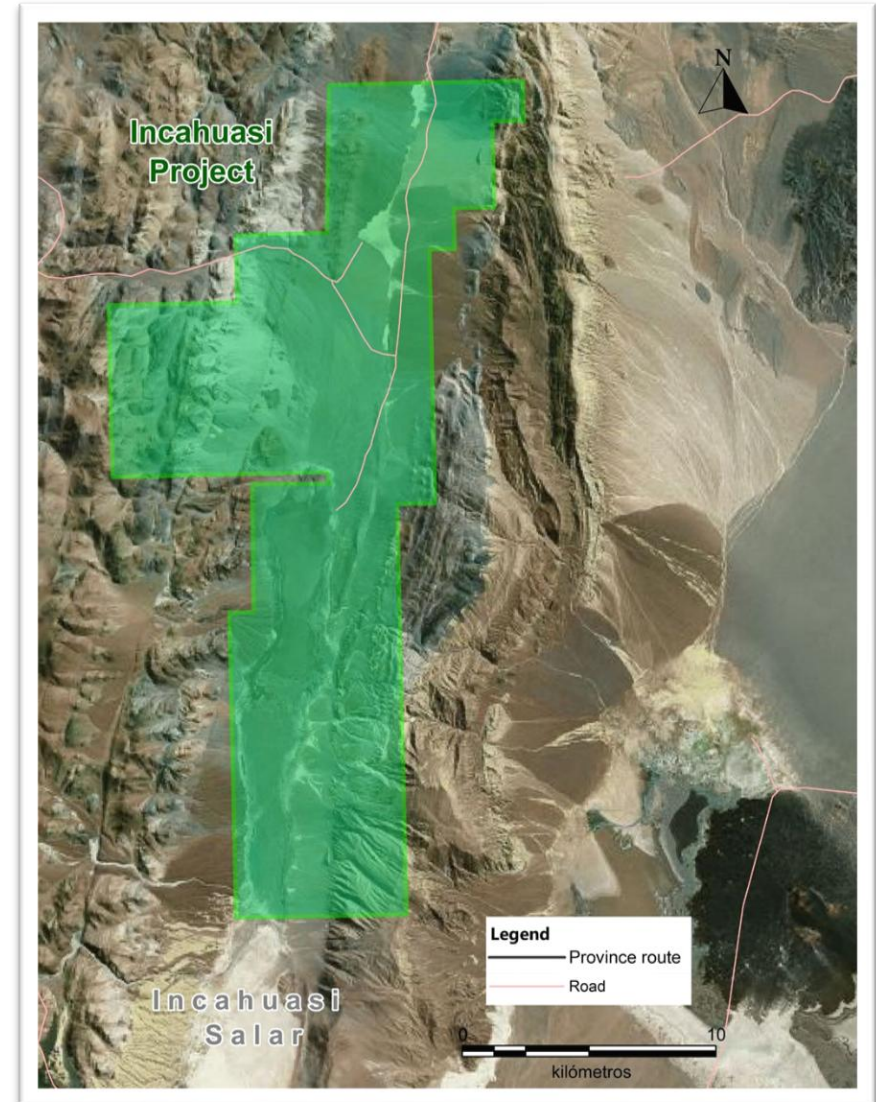 N
Incahuasi
Project
Legend
Province route
Road
Incahuasi
Salar
0 10
kilómetros